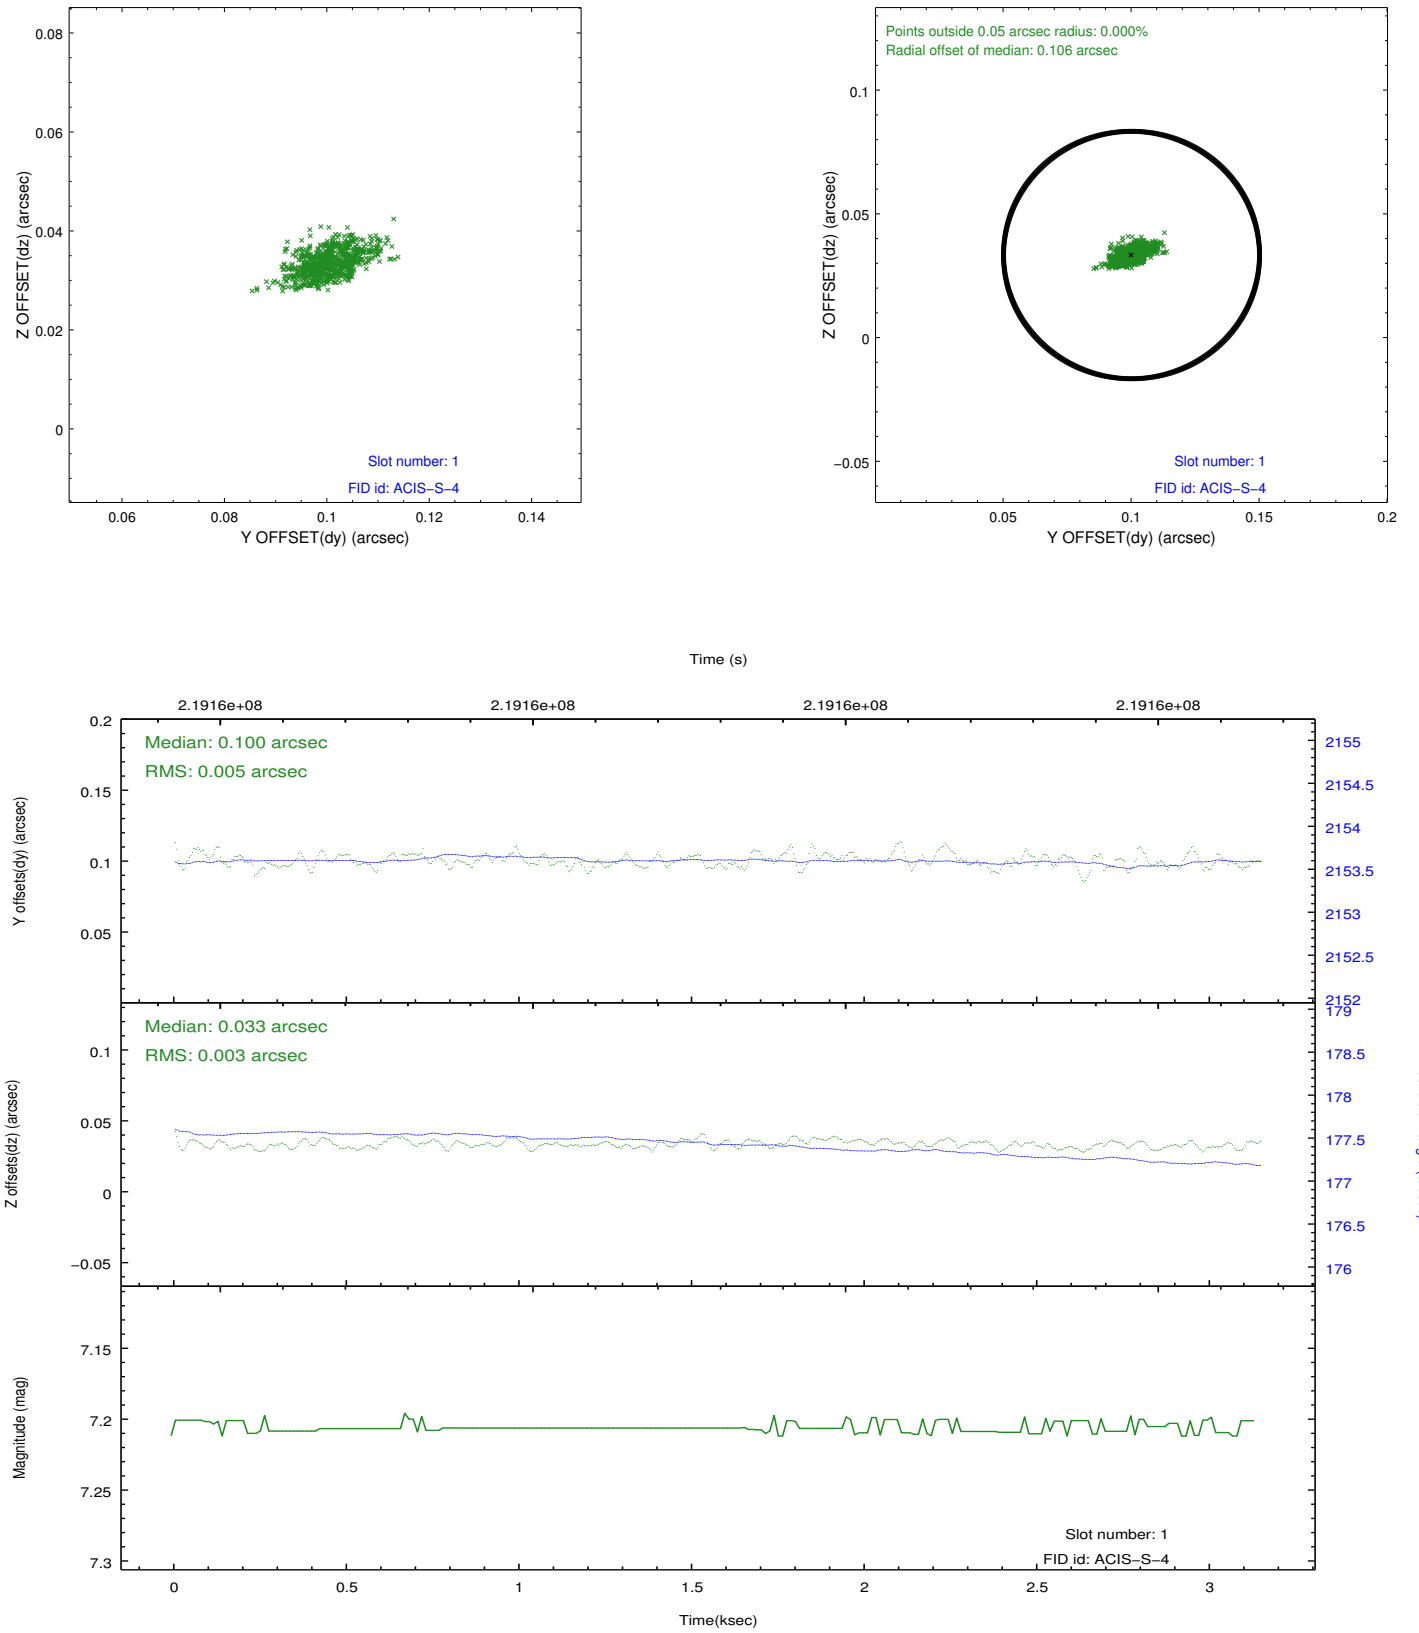 0.08
0.06
0.04
0.02
0
Z OFFSET(dz) (arcsec)
Slot number: 1
FID id: ACIS−S−4
0.06 0.08 0.1 0.12 0.14
Y OFFSET(dy) (arcsec)
Points outside 0.05 arcsec radius: 0.000%
Radial offset of median: 0.106 arcsec
0.1
0.05
0
−0.05
Z OFFSET(dz) (arcsec)
Slot number: 1
FID id: ACIS−S−4
0.05 0.1 0.15 0.2
Y OFFSET(dy) (arcsec)
Time (s)
2.1916e+08 2.1916e+08 2.1916e+08 2.1916e+08
Median: 0.100 arcsec
RMS: 0.005 arcsec
0.2
0.15
0.1
0.05
Y offsets(dy) (arcsec)
2155
2154.5
2154
2153.5
2153
2152.5
2152
Median: 0.033 arcsec
RMS: 0.003 arcsec
0.1
0.05
0
−0.05
Z offsets(dz) (arcsec)
179
178.5
178
177.5
177
176.5
176
7.15
7.2
7.25
7.3
Magnitude (mag)
Slot number: 1
FID id: ACIS−S−4
0 0.5 1 1.5 2 2.5 3
Time(ksec)